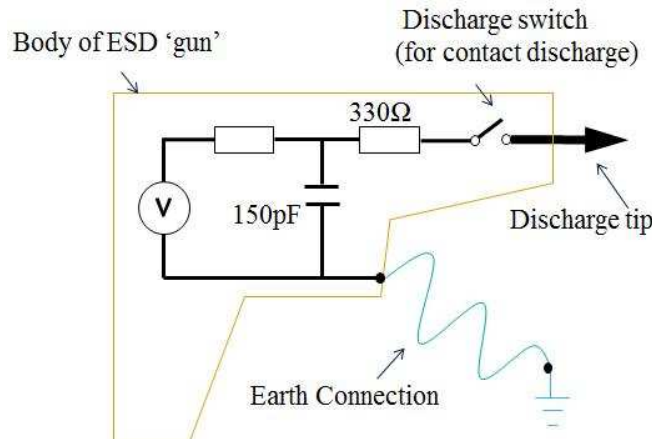 Discharge switch
(for contact discharge)
Body of ESD ‘gun’
330Ω
V
150pF
Discharge tip
Earth Connection